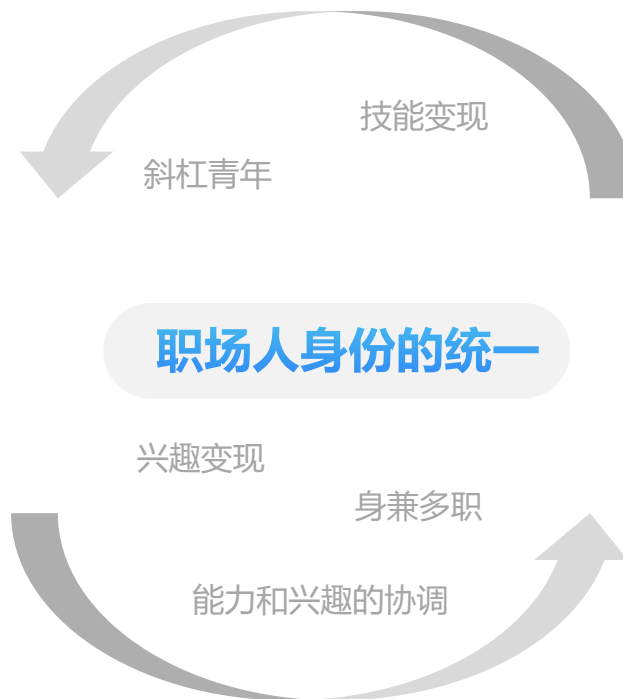 技能变现
斜杠青年
职场人身份的统一
兴趣变现
身兼多职
能力和兴趣的协调